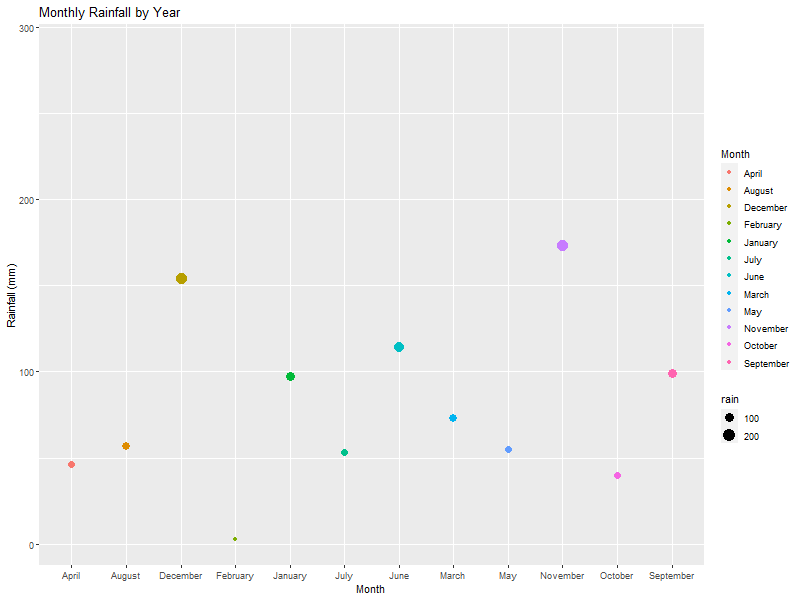 Monthly Rainfall by Year
300
200
100
0
Rainfall (mm)
April August December February January July June March May November October September
Month
Month
April
August
December
February
January
July
June
March
May
November
October
September
rain
100
200